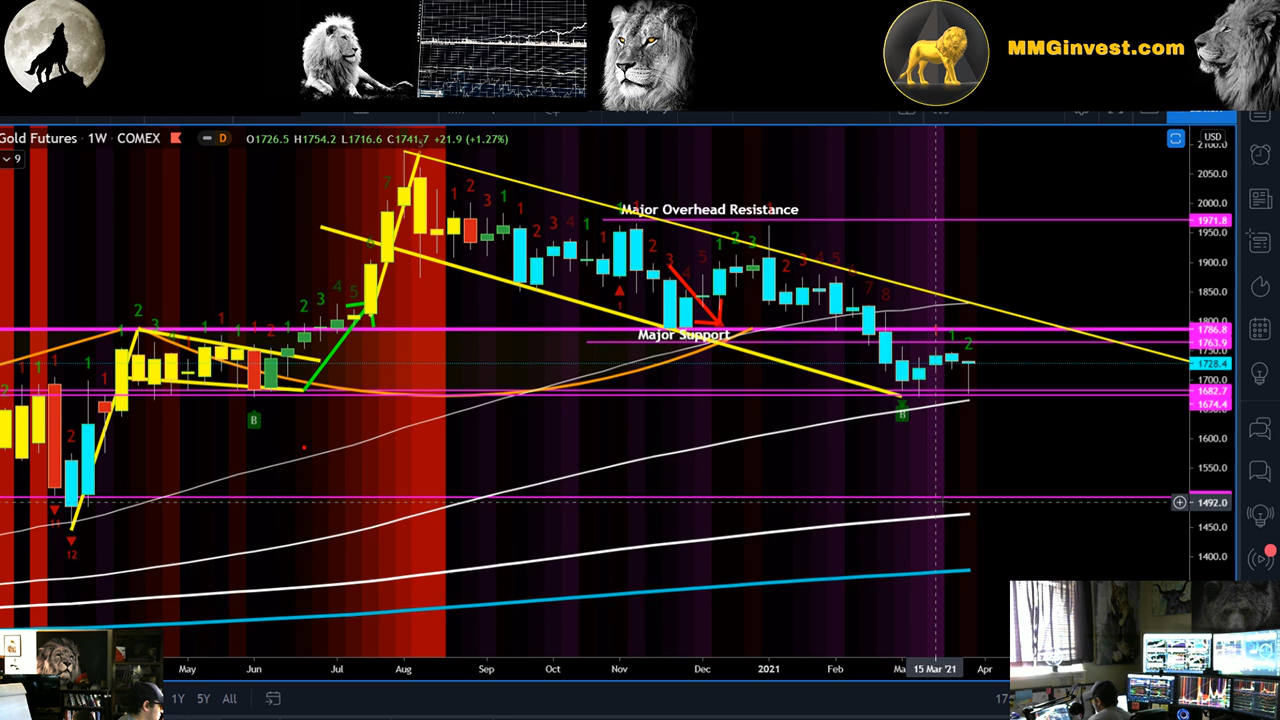 MMGinvest.com
Gold Futures · 1W · COMEX D O1726.5 H1754.2 L1716.6 C1741.7 +21.9 (+1.27%)
USD
9
2100.0
2050.0
2000.0
1971.8
1950.0
1900.0
1850.0
1800.0
1786.8
1763.9
1750.0
1728.4
1700.0
1682.7
1674.4
1600.0
1550.0
1492.0
1450.0
1400.0
Major Overhead Resistance
Major Support
B
B
12
May Jun Jul Aug Sep Oct Nov Dec 2021 Feb 15 Mar '21 Apr
1Y 5Y All